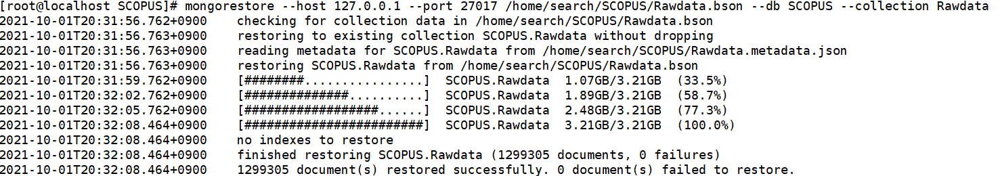 [root@localhost SCOPUS]# mongorestore --host 127.0.0.1 --port 27017 /home/search/SCOPUS/Rawdata.bson --db SCOPUS --collection Rawdata
2021-10-01T20:31:56.762+0900    checking for collection data in /home/search/SCOPUS/Rawdata.bson
2021-10-01T20:31:56.763+0900    restoring to existing collection SCOPUS.Rawdata without dropping
2021-10-01T20:31:56.763+0900    reading metadata for SCOPUS.Rawdata from /home/search/SCOPUS/Rawdata.metadata.json
2021-10-01T20:31:56.763+0900    restoring SCOPUS.Rawdata from /home/search/SCOPUS/Rawdata.bson
2021-10-01T20:31:59.762+0900    [########................]  SCOPUS.Rawdata  1.07GB/3.21GB  (33.5%)
2021-10-01T20:32:02.762+0900    [##############..........]  SCOPUS.Rawdata  1.89GB/3.21GB  (58.7%)
2021-10-01T20:32:05.762+0900    [##################......]  SCOPUS.Rawdata  2.48GB/3.21GB  (77.3%)
2021-10-01T20:32:08.464+0900    [########################]  SCOPUS.Rawdata  3.21GB/3.21GB  (100.0%)
2021-10-01T20:32:08.464+0900    no indexes to restore
2021-10-01T20:32:08.464+0900    finished restoring SCOPUS.Rawdata (1299305 documents, 0 failures)
2021-10-01T20:32:08.464+0900    1299305 document(s) restored successfully. 0 document(s) failed to restore.